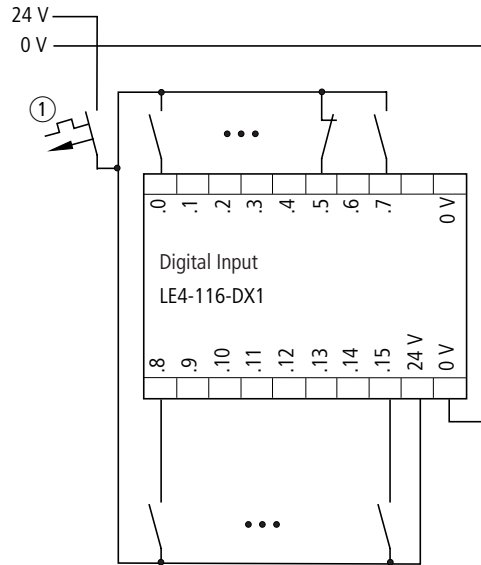 24 V
0 V
1
.0 .1 .2 .3 .4 .5 .6 .7 0 V
Digital Input
LE4-116-DX1
.8 .9 .10 .11 .12 .13 .14 .15 24 V 0 V